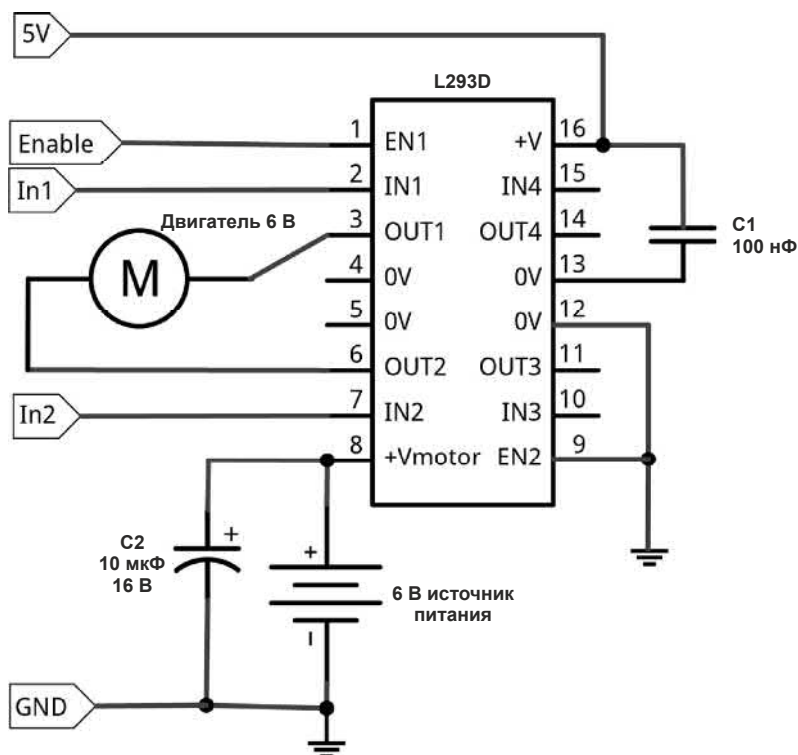 5V
L293D
Enable
1
EN1
+V
16
In1
2
IN1
IN4
15
Двигатель 6 В
3
OUT1
OUT4
14
C1
100 нФ
M
4
0V
0V
13
5
0V
0V
12
6
OUT2
OUT3
11
In2
7
IN2
IN3
10
8
+Vmotor
EN2
9
C2
10 мкФ
16 В
+
+
6 В источник
питания
GND